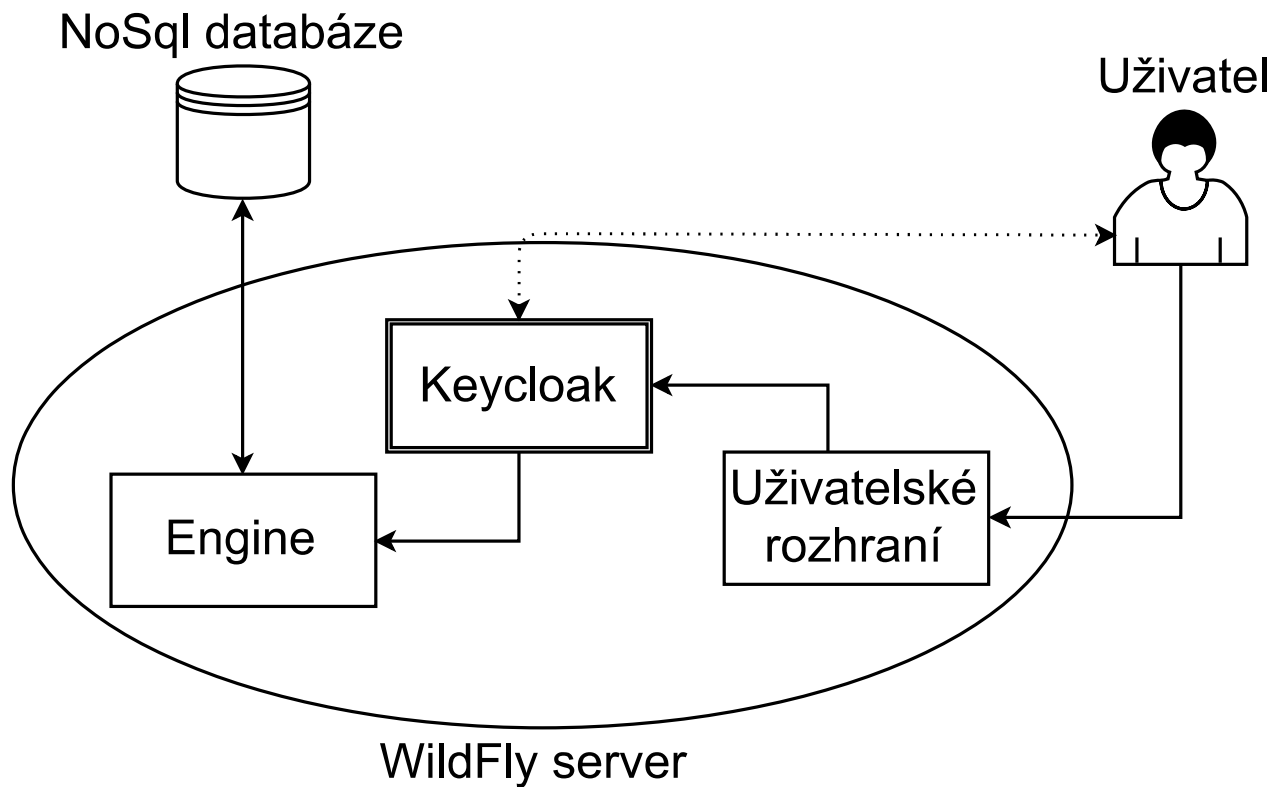 NoSql databáze
Uživatel
Keycloak
Uživatelské
rozhraní
Engine
WildFly server